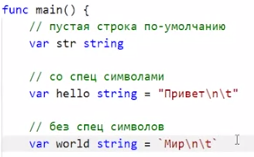 func main() {
// пустая строка по-умолчанию
var str string
// со спец символами
var hello string = "Привет\n\t"
// без спец символов
var world string = `Мир\n\t`